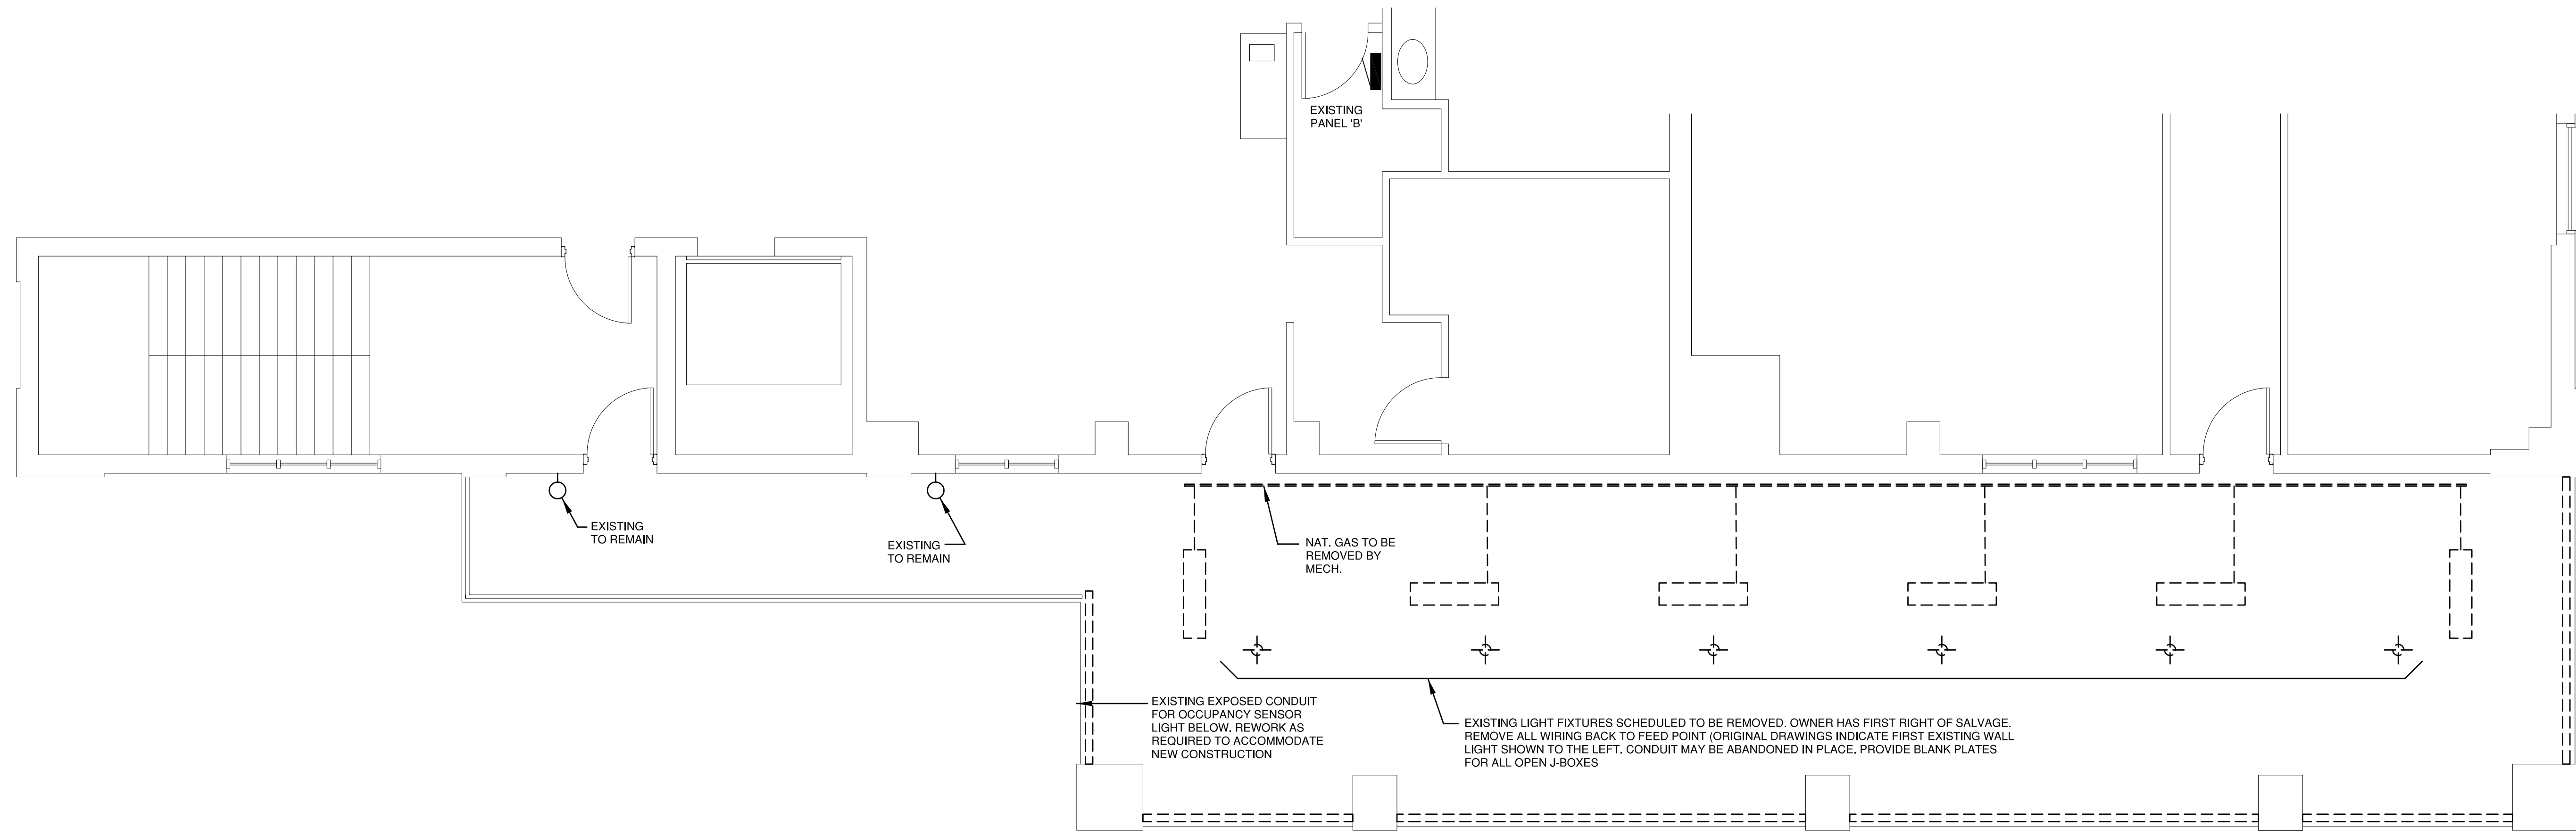 EXISTING
PANEL 'B'
EXISTING
TO REMAIN
EXISTING
TO REMAIN
NAT. GAS TO BE
REMOVED BY
MECH.
EXISTING EXPOSED CONDUIT
FOR OCCUPANCY SENSOR
LIGHT BELOW. REWORK AS
REQUIRED TO ACCOMMODATE
NEW CONSTRUCTION
EXISTING LIGHT FIXTURES SCHEDULED TO BE REMOVED. OWNER HAS FIRST RIGHT OF SALVAGE.
REMOVE ALL WIRING BACK TO FEED POINT (ORIGINAL DRAWINGS INDICATE FIRST EXISTING WALL
LIGHT SHOWN TO THE LEFT. CONDUIT MAY BE ABANDONED IN PLACE. PROVIDE BLANK PLATES
FOR ALL OPEN J-BOXES